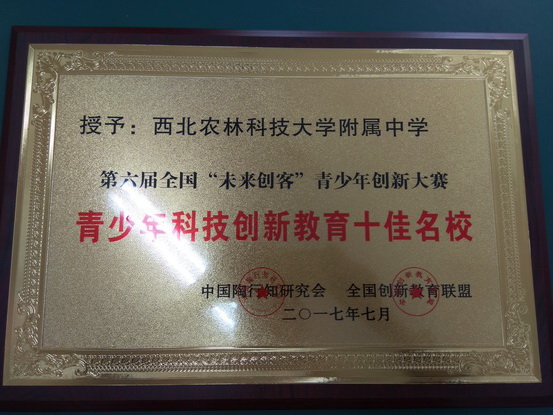 授予：西北农林科技大学附属中学
第六届全国“未来创客”青少年创新大赛
青少年科技创新教育十佳名校
中国陶行知研究会 全国创新教育联盟
二〇一七年七月